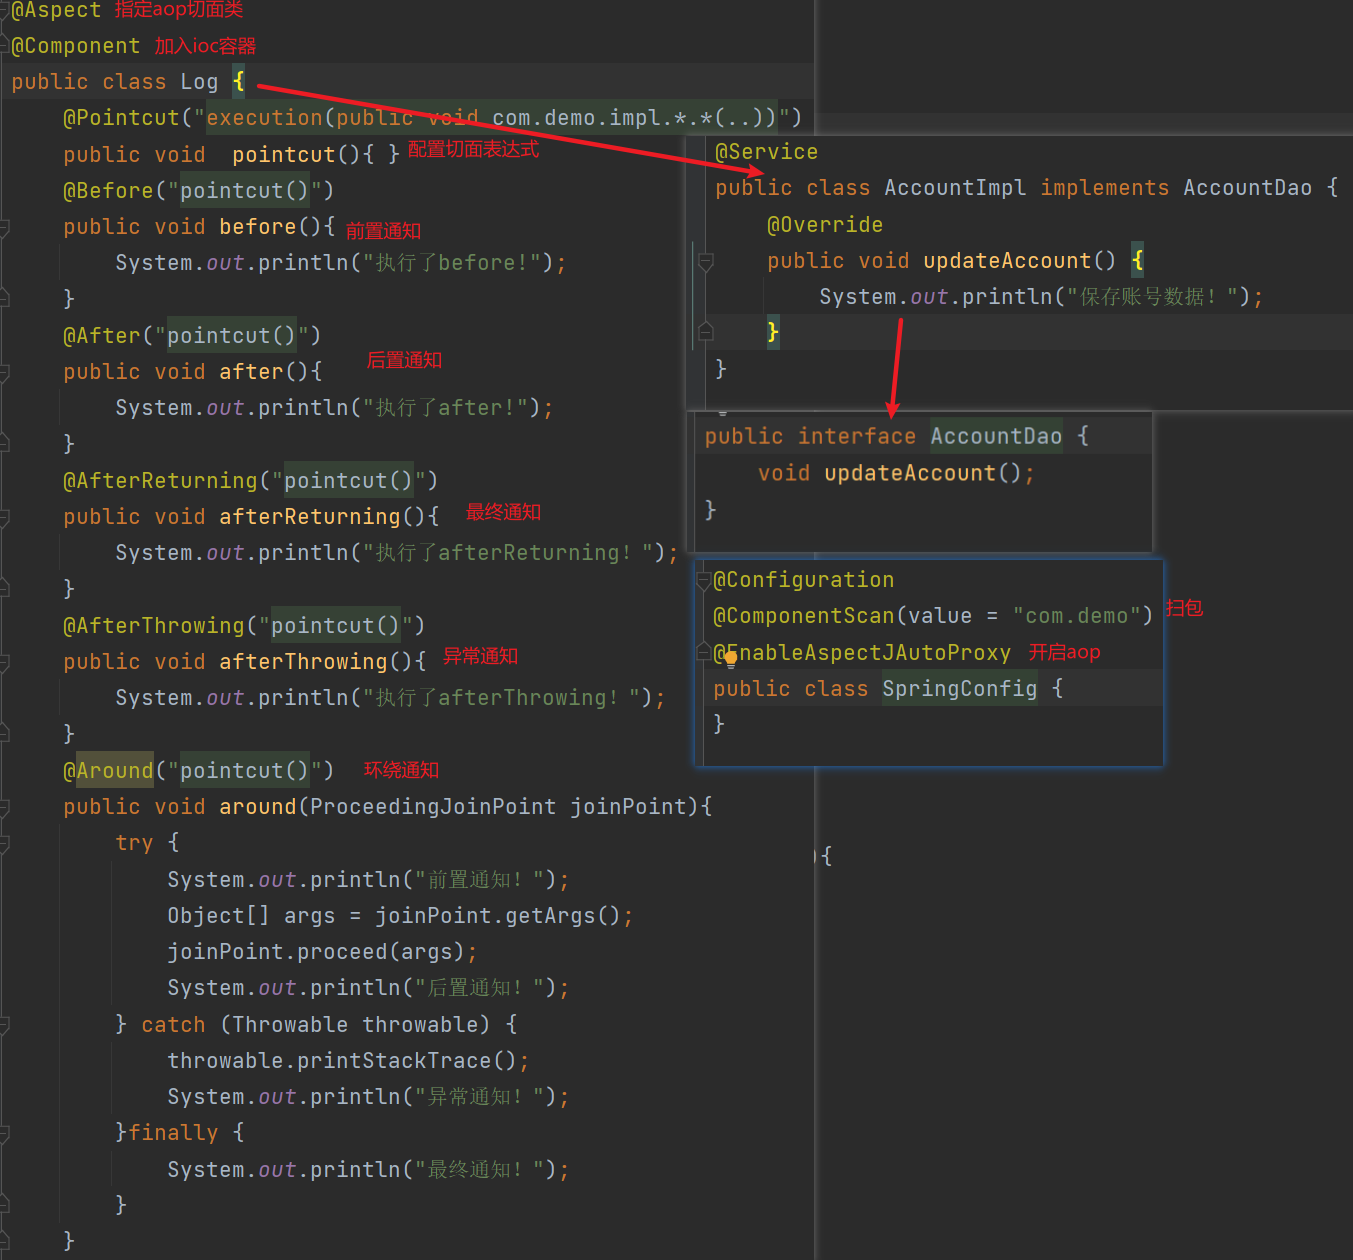 @Aspect 指定aop切面类
@Component 加入ioc容器
public class Log {
@Pointcut("execution(public void com.demo.impl.*.*(..))")
public void  pointcut(){ } 配置切面表达式
@Before("pointcut()")
public void before(){ 前置通知
System.out.println("执行了before!");
}
@After("pointcut()")
后置通知
public void after(){
System.out.println("执行了after!");
}
@AfterReturning("pointcut()")
public void afterReturning(){ 最终通知
System.out.println("执行了afterReturning！");
}
@AfterThrowing("pointcut()")
public void afterThrowing(){ 异常通知
System.out.println("执行了afterThrowing！");
}
@Around("pointcut()") 环绕通知
public void around(ProceedingJoinPoint joinPoint){
try {
System.out.println("前置通知！");
Object[] args = joinPoint.getArgs();
joinPoint.proceed(args);
System.out.println("后置通知！");
} catch (Throwable throwable) {
throwable.printStackTrace();
System.out.println("异常通知！");
}finally {
System.out.println("最终通知！");
}
}
@Service
public class AccountImpl implements AccountDao {
@Override
public void updateAccount() {
System.out.println("保存账号数据！");
}
}
public interface AccountDao {
void updateAccount();
}
@Configuration
@ComponentScan(value = "com.demo") 扫包
@EnableAspectJAutoProxy 开启aop
public class SpringConfig {
}
){